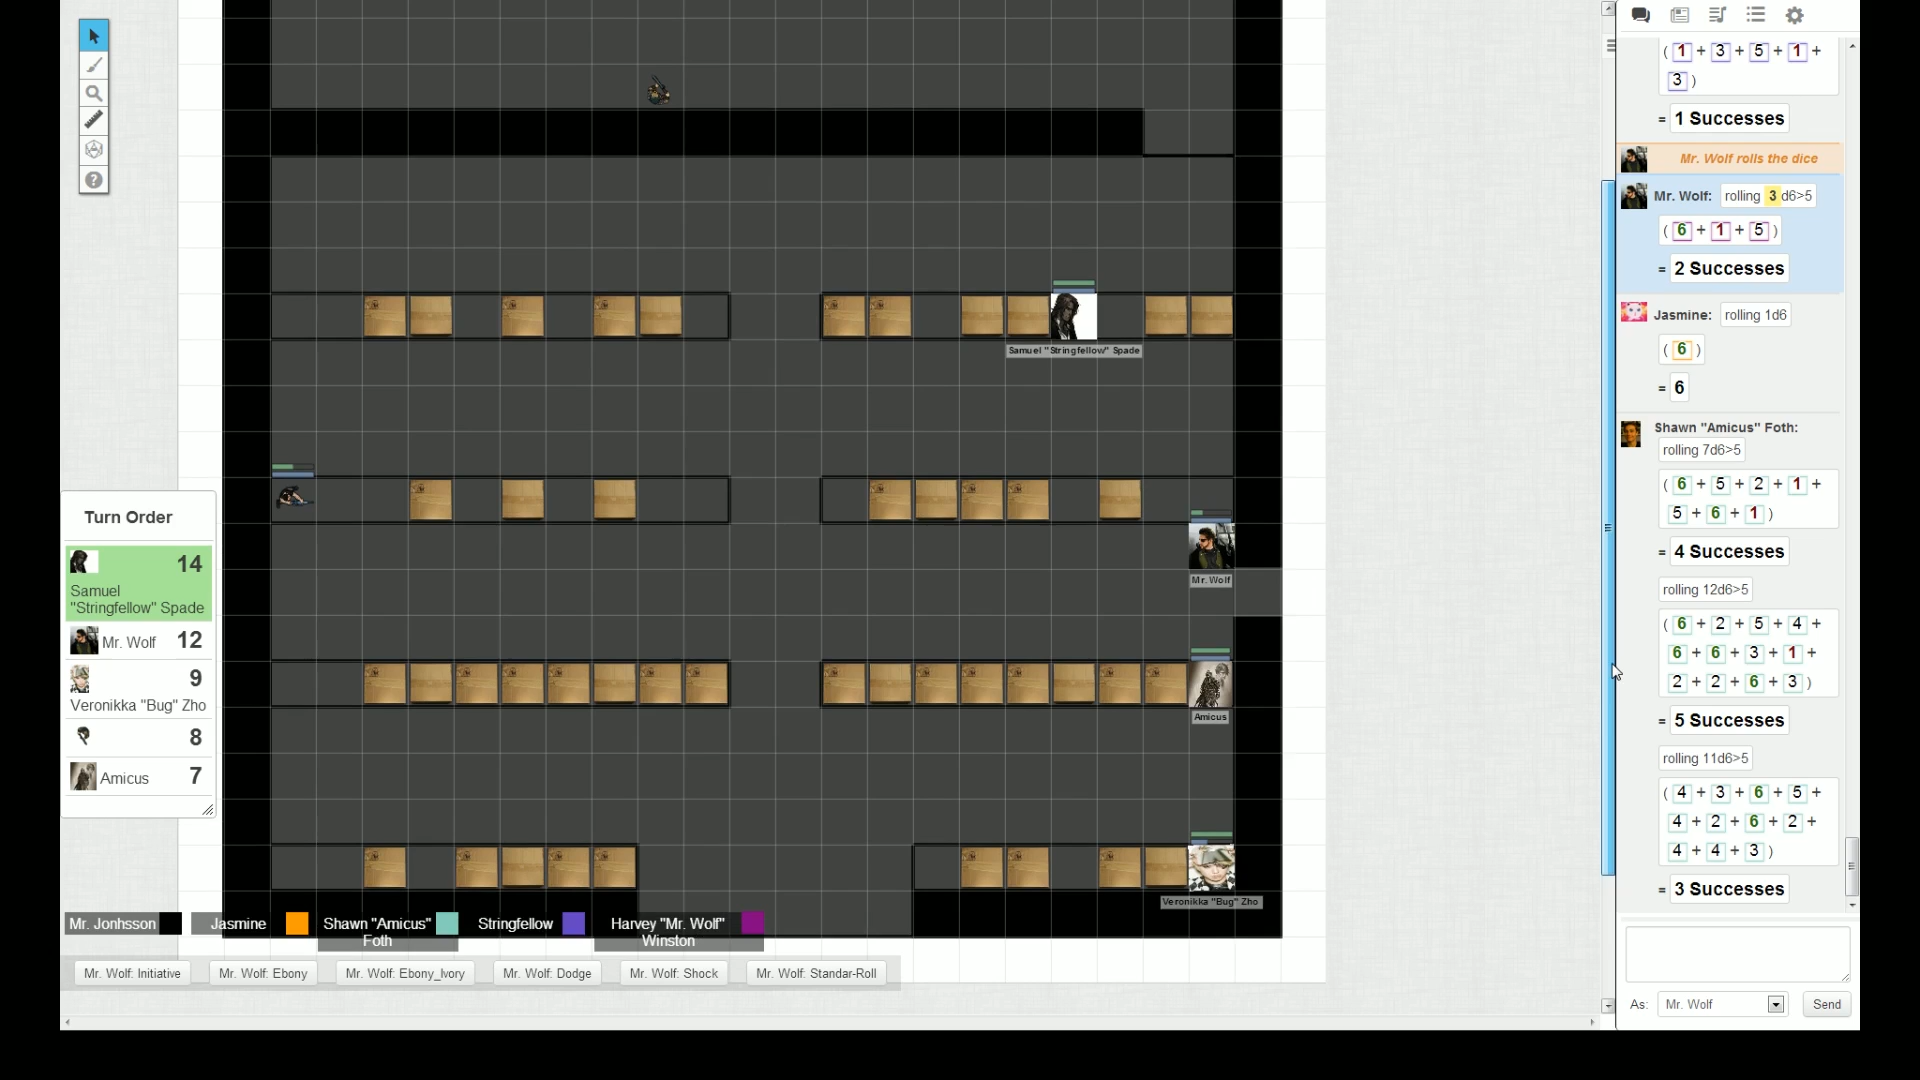 Samuel "Stringfellow" Spade
Mr. Wolf
Amicus
Veronikka "Bug" Zho
Turn Order
14
Samuel
"Stringfellow" Spade
Mr. Wolf 12
9
Veronikka "Bug" Zho
8
Amicus 7
Mr. Jonhsson
Jasmine
Shawn "Amicus"
Foth
Stringfellow
Harvey "Mr. Wolf"
Winston
Mr. Wolf: Initiative
Mr. Wolf: Ebony
Mr. Wolf: Ebony_Ivory
Mr. Wolf: Dodge
Mr. Wolf: Shock
Mr. Wolf: Standar-Roll
( 1 + 3 + 5 + 1 +
3 )
= 1 Successes
Mr. Wolf rolls the dice
Mr. Wolf: rolling 3 d6>5
( 6 + 1 + 5 )
= 2 Successes
Jasmine: rolling 1d6
( 6 )
= 6
Shawn "Amicus" Foth:
rolling 7d6>5
( 6 + 5 + 2 + 1 +
5 + 6 + 1 )
= 4 Successes
rolling 12d6>5
( 6 + 2 + 5 + 4 +
6 + 6 + 3 + 1 +
2 + 2 + 6 + 3 )
= 5 Successes
rolling 11d6>5
( 4 + 3 + 6 + 5 +
4 + 2 + 6 + 2 +
4 + 4 + 3 )
= 3 Successes
As: Mr. Wolf Send